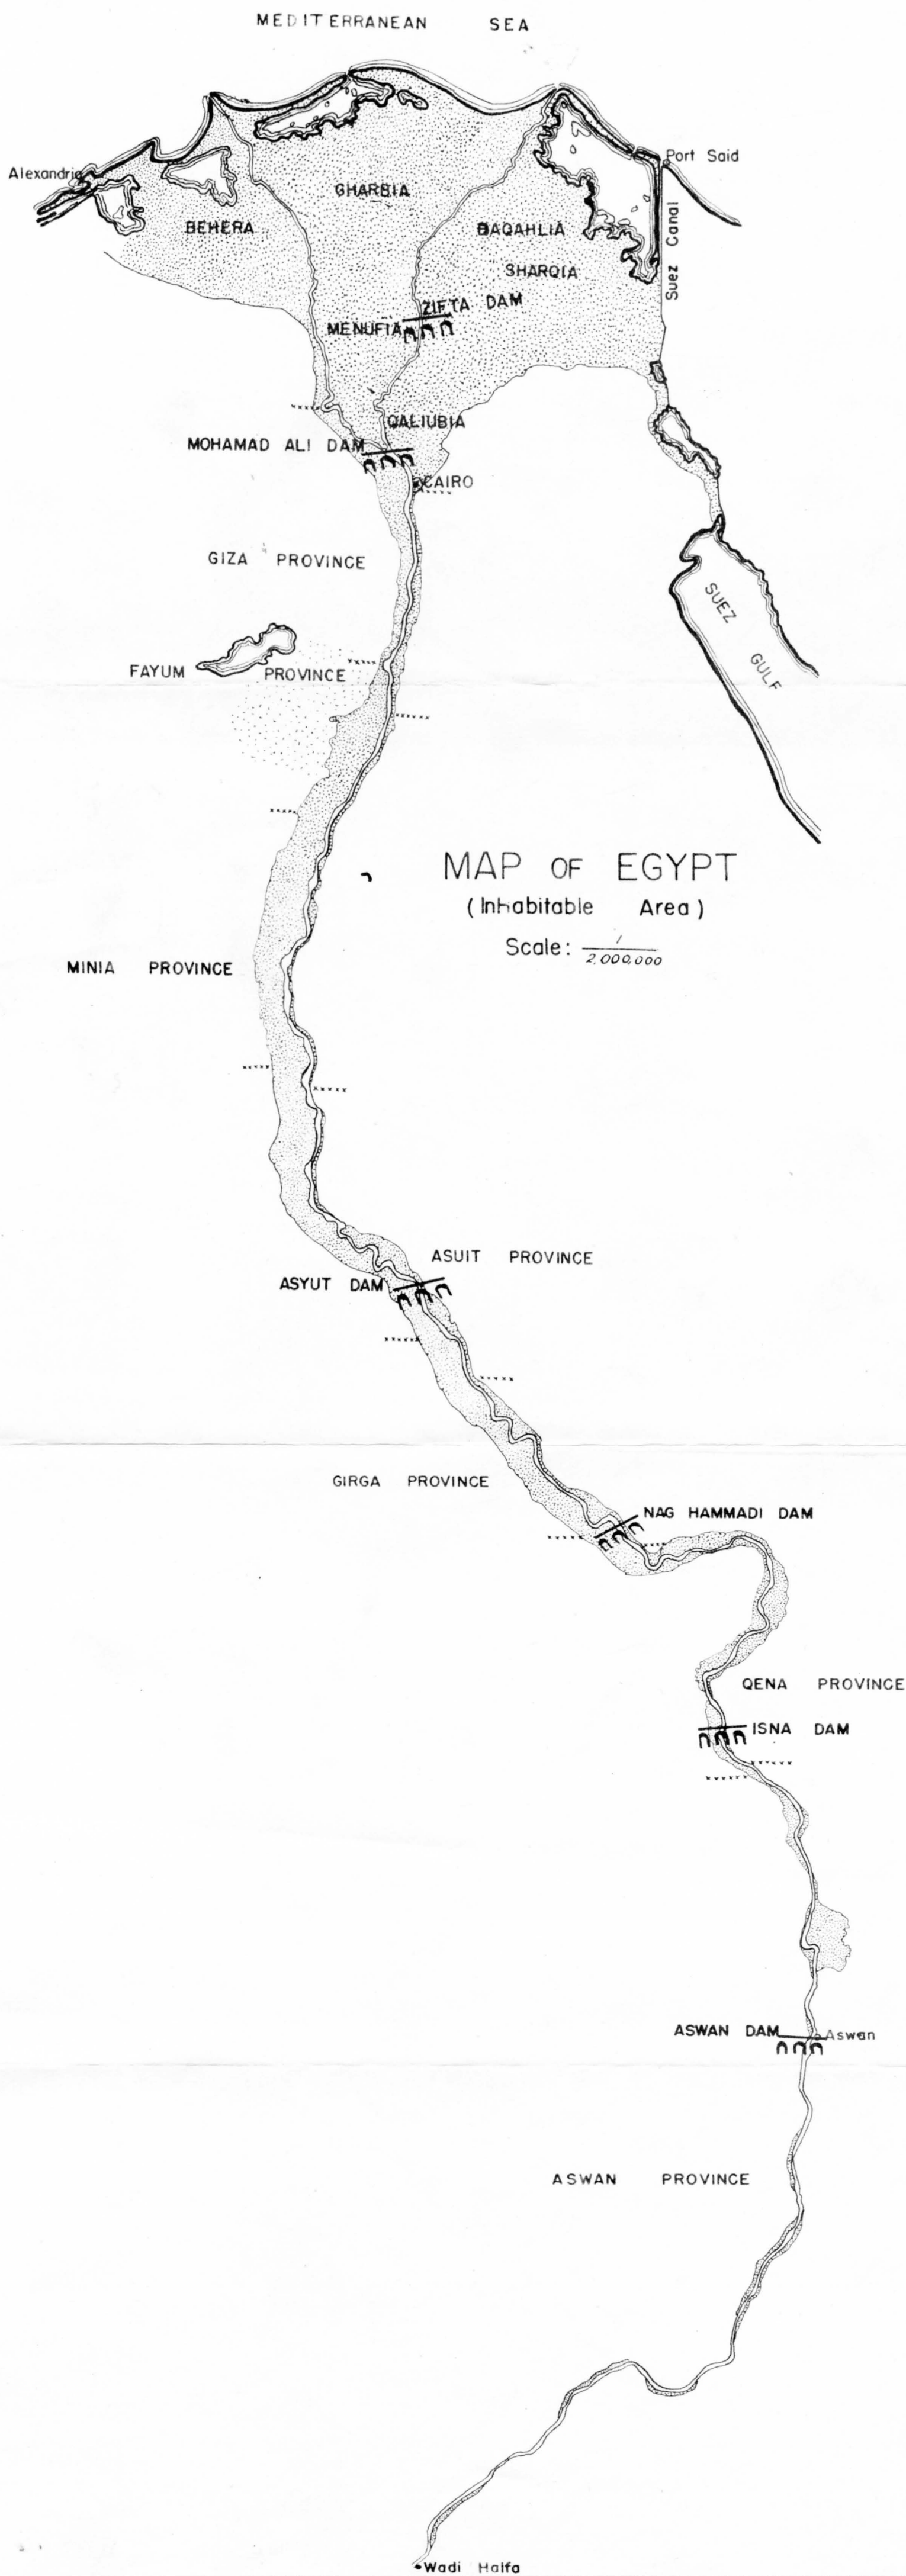 MEDITERRANEAN SEA
Alexandria
Port Said
GHARBIA
BEHERA
DAQAHLIA
Suez Canal
SHARQIA
ZIFTA DAM
MENUFIA
QALIUBIA
MOHAMAD ALI DAM
CAIRO
GIZA PROVINCE
SUEZ GULF
FAYUM PROVINCE
MAP OF EGYPT
(Inhabitable Area)
Scale: 1/2,000,000
MINIA PROVINCE
ASUIT PROVINCE
ASYUT DAM
GIRGA PROVINCE
NAG HAMMADI DAM
QENA PROVINCE
ISNA DAM
ASWAN DAM
Aswan
ASWAN PROVINCE
Wadi Halfa